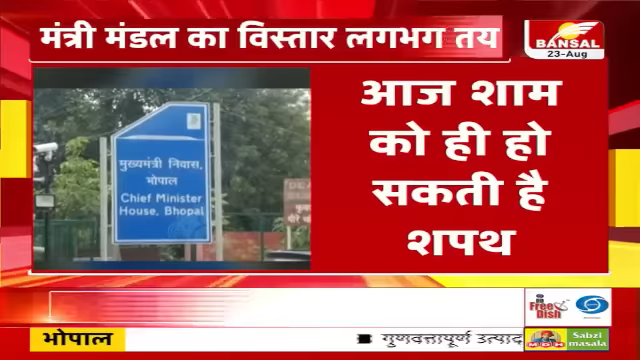 मंत्री मंडल का विस्तार लगभग तय
BANSAL
23-Aug
आज शाम
को ही हो
सकती है
शपथ
मुख्यमंत्री निवास,
भोपाल
Chief Minister
House, Bhopal
Free
Dish
भोपाल
गुणवत्तापूर्ण उत्पाद
MDH
Sabzi
masala